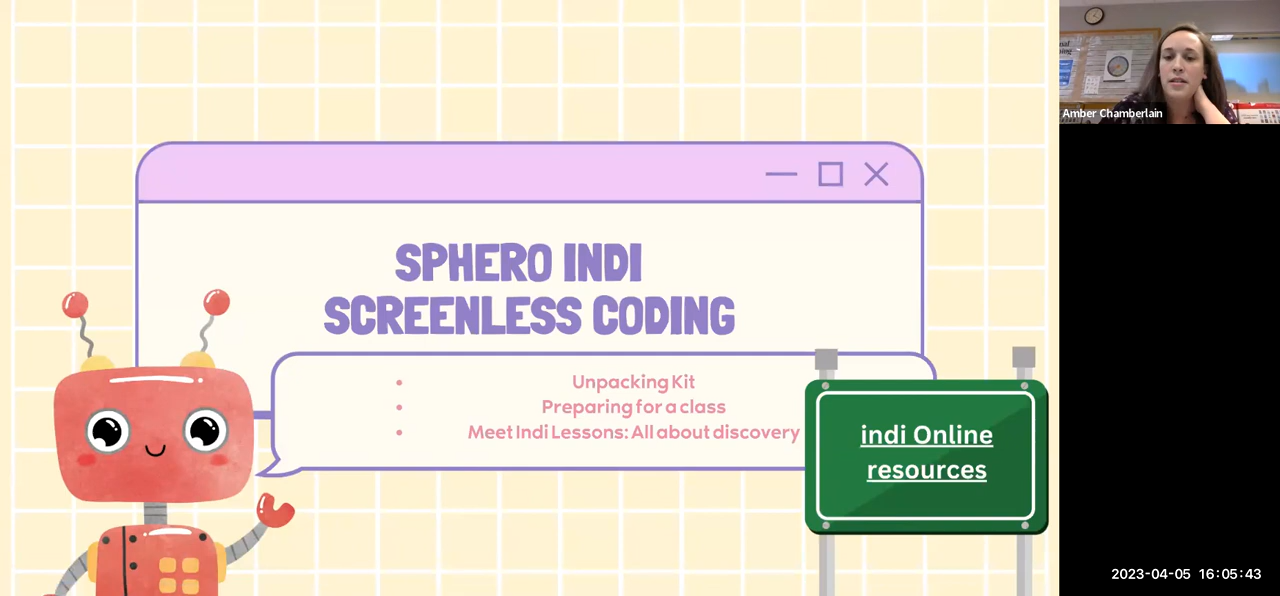 SPHERO INDI
SCREENLESS CODING
• Unpacking Kit
• Preparing for a class
• Meet Indi Lessons: All about discovery
indi Online
resources
Amber Chamberlain
2023-04-05 16:05:43